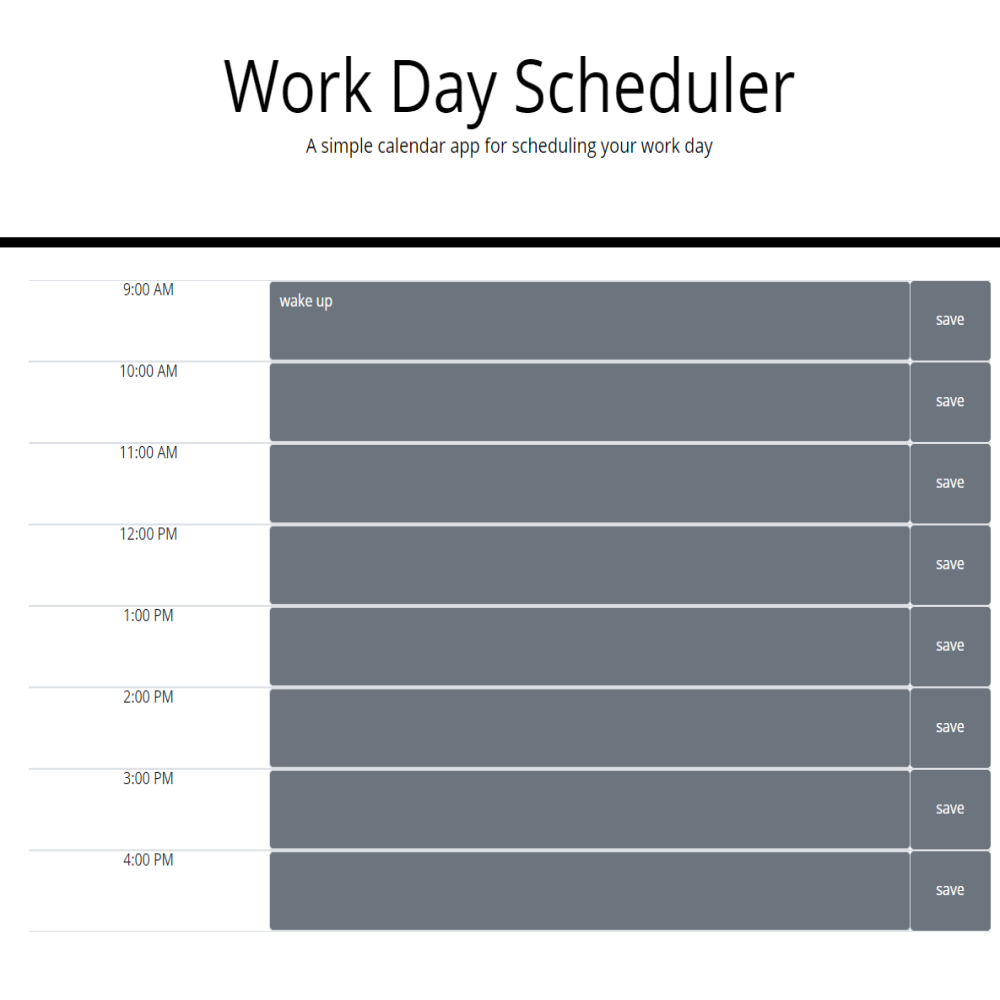 Work Day Scheduler
A simple calendar app for scheduling your work day
9:00 AM
wake up
save
10:00 AM
save
11:00 AM
save
12:00 PM
save
1:00 PM
save
2:00 PM
save
3:00 PM
save
4:00 PM
save